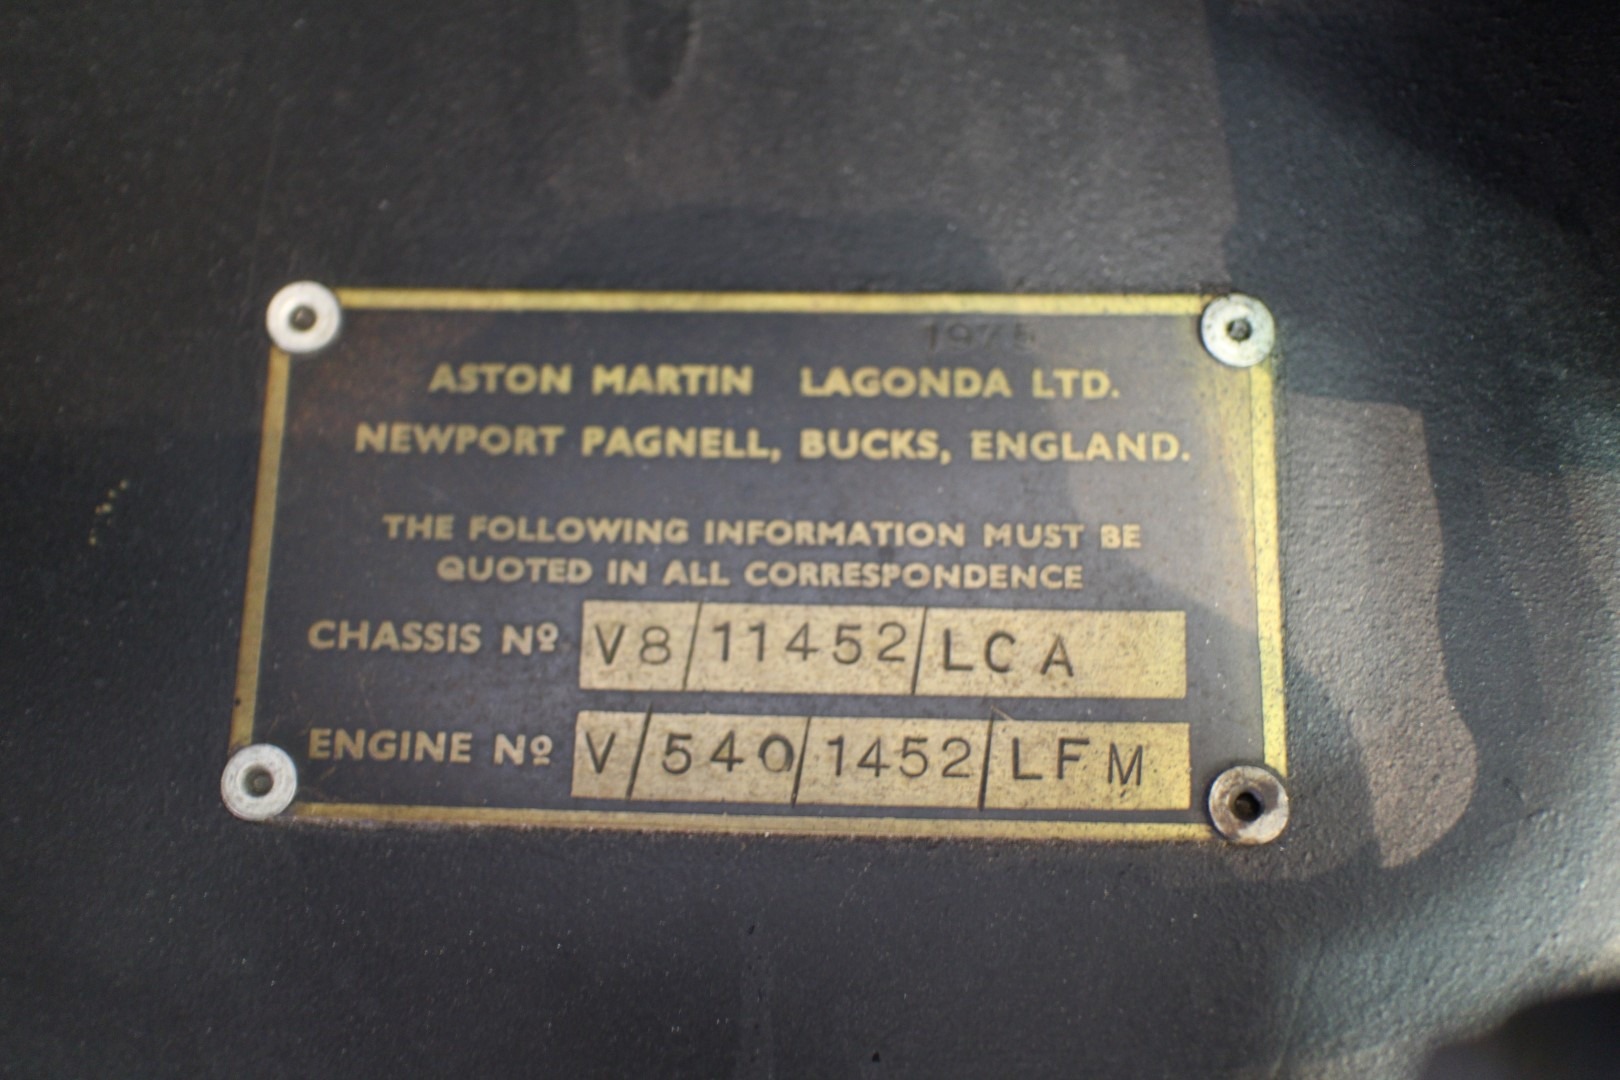 1975
ASTON MARTIN LAGONDA LTD.
NEWPORT PAGNELL, BUCKS, ENGLAND.
THE FOLLOWING INFORMATION MUST BE
QUOTED IN ALL CORRESPONDENCE
CHASSIS Nº V8/11452/LCA
ENGINE Nº V/540/1452/LFM